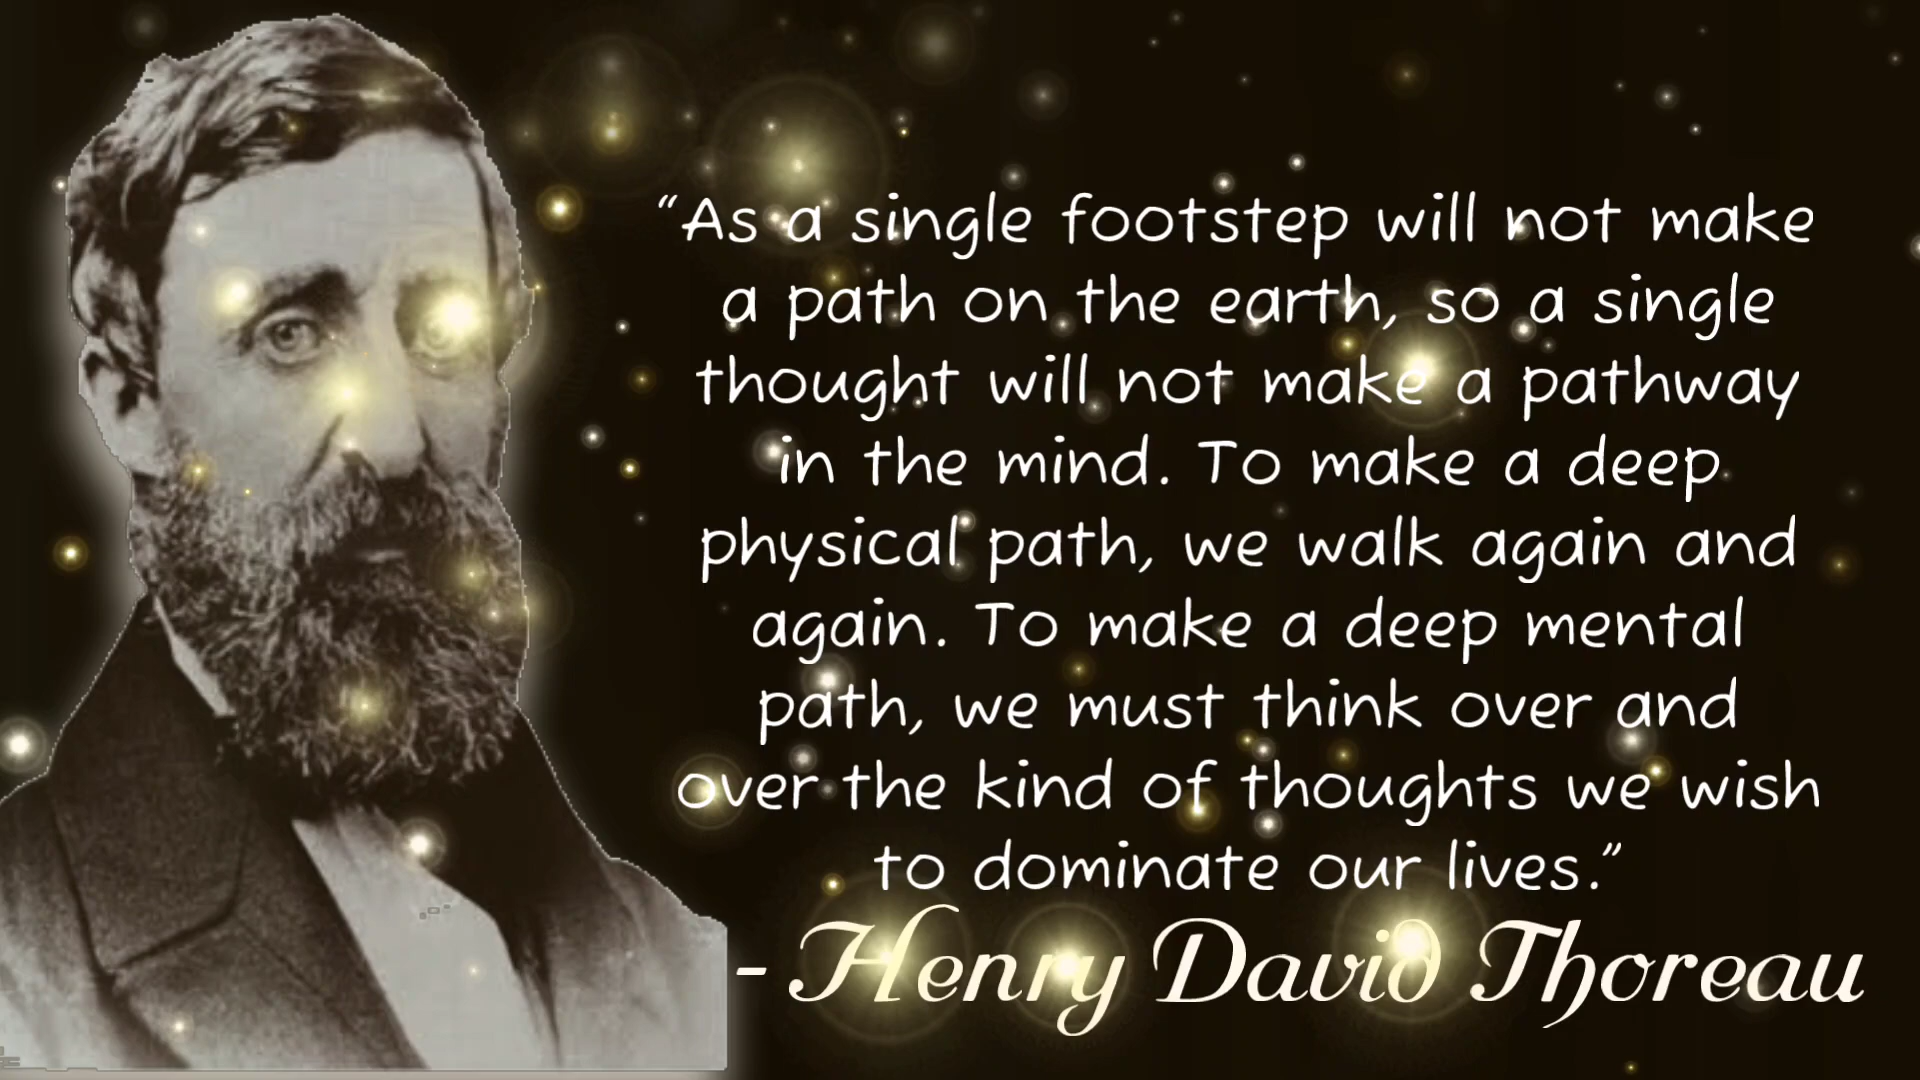 “As a single footstep will not make
a path on the earth, so a single
thought will not make a pathway
in the mind. To make a deep
physical path, we walk again and
again. To make a deep mental
path, we must think over and
over the kind of thoughts we wish
to dominate our lives.”
- Henry David Thoreau